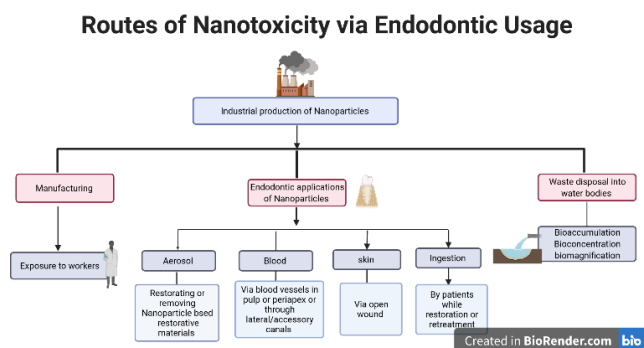 Routes of Nanotoxicity via Endodontic Usage
Industrial production of Nanoparticles
Manufacturing
Endodontic applications
of Nanoparticles
Waste disposal into
water bodies
Exposure to workers
Bioaccumulation
Bioconcentration
biomagnification
Aerosol
Blood
skin
Ingestion
Restorating or
removing
Nanoparticle bsed
restorative
materials
Via blood vessels in
pulp or periapex or
through
lateral/accessory
canals
Via open
wound
By patients
while
restoration or
retreatment
Created in BioRender.com
bio